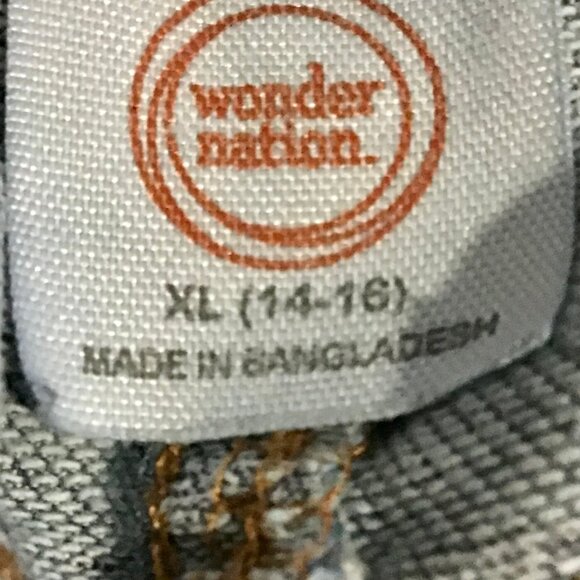 wonder
nation.
XL (14-16)
MADE IN BANGLADESH